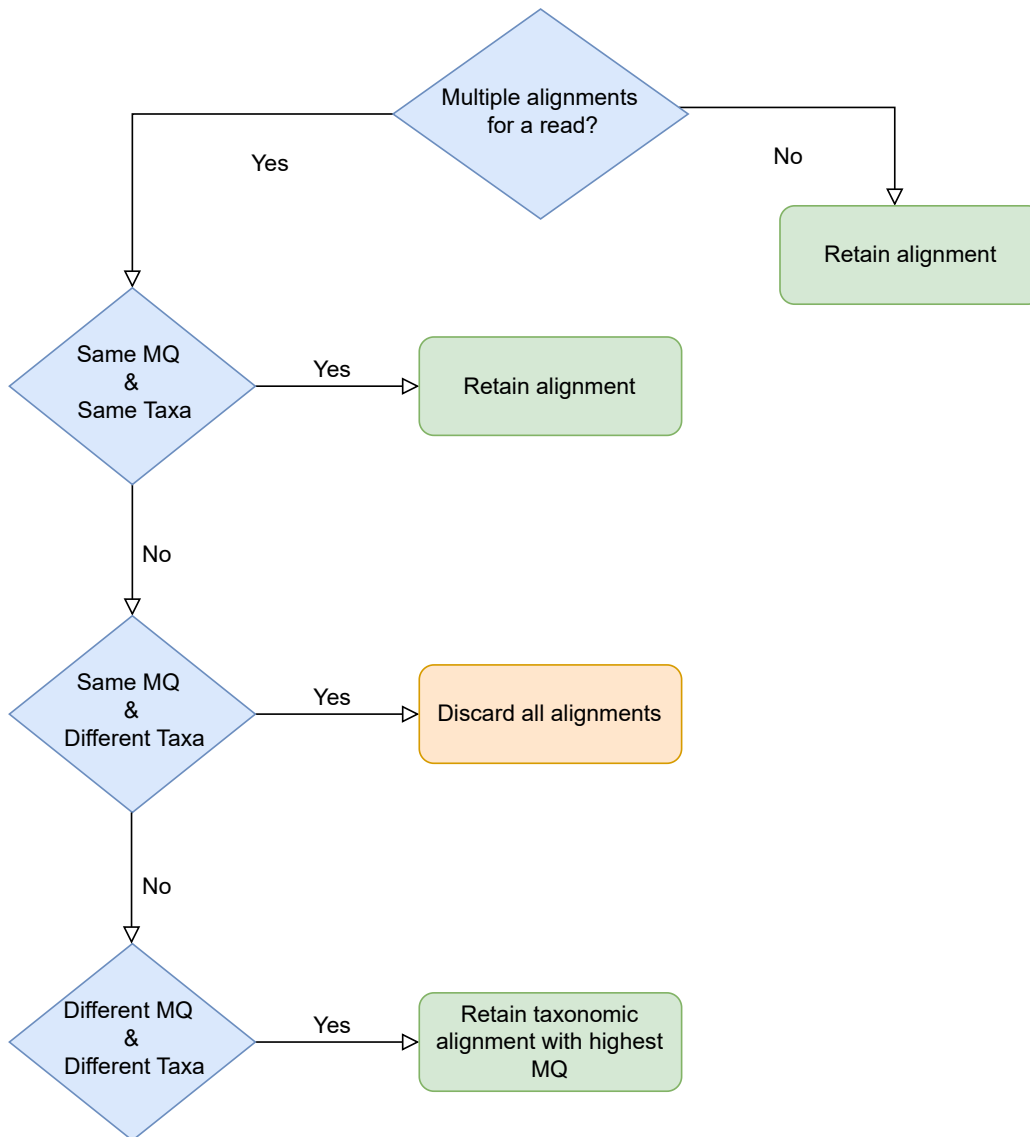 Multiple alignments
for a read?
Yes
No
Retain alignment
Same MQ
&
Same Taxa
Yes
Retain alignment
No
Same MQ
&
Different Taxa
Yes
Discard all alignments
No
Different MQ
&
Different Taxa
Yes
Retain taxonomic
alignment with highest
MQ